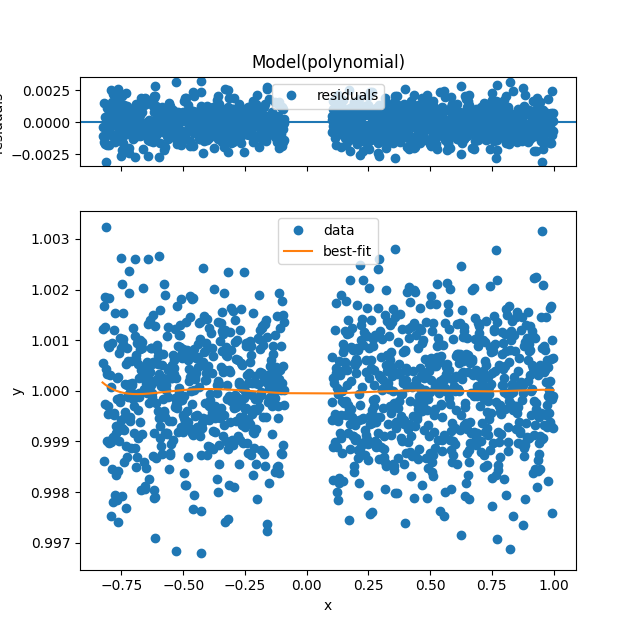 Model(polynomial)
0.0025
0.0000
−0.0025
residuals
residuals
data
best-fit
1.003
1.002
1.001
1.000
0.999
0.998
0.997
y
−0.75
−0.50
−0.25
0.00
0.25
0.50
0.75
1.00
x